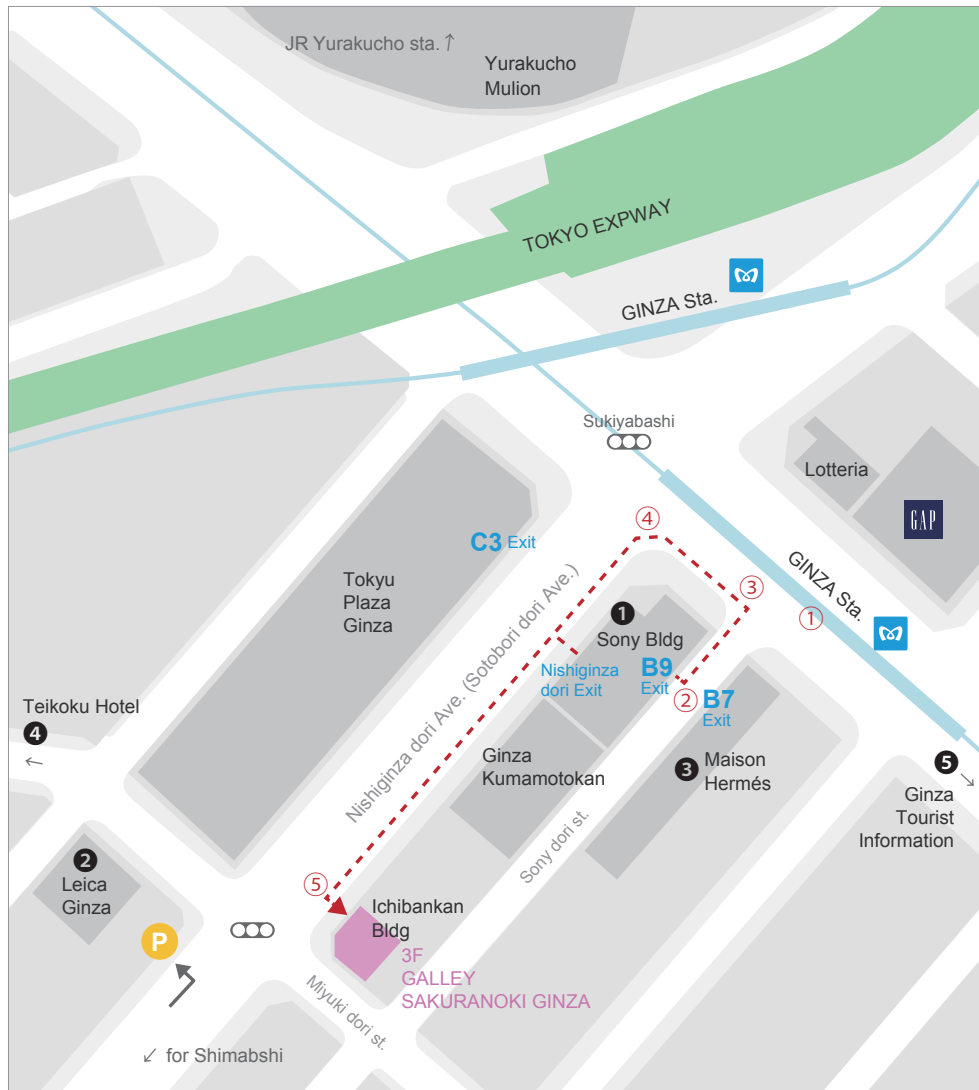 JR Yurakucho sta. ↑
Yurakucho
Mulion
TOKYO EXPWAY
GINZA Sta.
Sukiyabashi
Lotteria
GAP
④
C3 Exit
GINZA Sta.
③
①
Tokyu
Plaza
Ginza
❶
Sony Bldg
Nishiginza
dori Exit
B9
Exit
②
B7
Exit
Nishiginza dori Ave. (Sotobori dori Ave.)
Teikoku Hotel
❹
←
Ginza
Kumamotokan
❸ Maison
Hermés
❺
↘
Ginza
Tourist
Information
Sony dori st.
❷
Leica
Ginza
⑤
Ichibankan
Bldg
P
3F
GALLEY
SAKURANOKI GINZA
Miyuki dori st.
↙ for Shimabshi